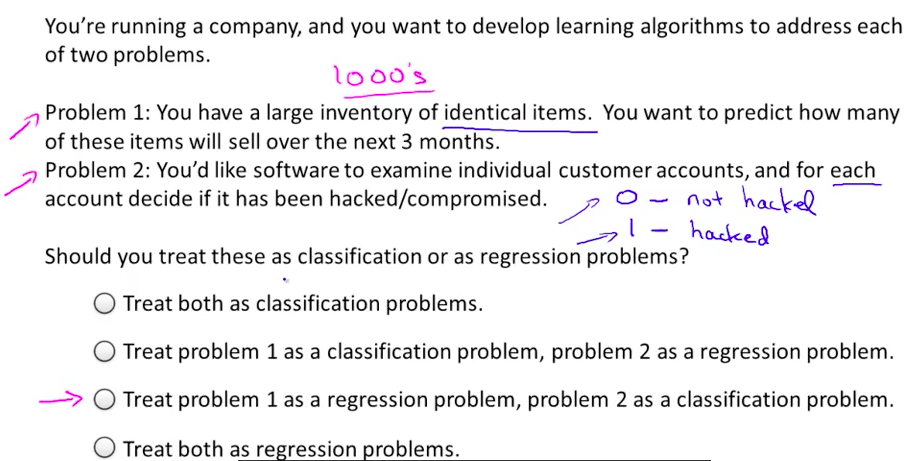 You’re running a company, and you want to develop learning algorithms to address each
of two problems.
1000's
Problem 1: You have a large inventory of identical items. You want to predict how many
of these items will sell over the next 3 months.
Problem 2: You’d like software to examine individual customer accounts, and for each
account decide if it has been hacked/compromised.
0 – not hacked
1 – hacked
Should you treat these as classification or as regression problems?
Treat both as classification problems.
Treat problem 1 as a classification problem, problem 2 as a regression problem.
Treat problem 1 as a regression problem, problem 2 as a classification problem.
Treat both as regression problems.